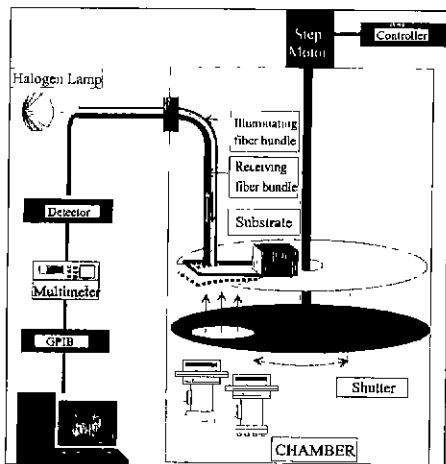 Step
Motor
Controller
Halogen Lamp
Illuminating
fiber bundle
Receiving
fiber bundle
Substrate
Detector
Multimeter
GPIB
Shutter
CHAMBER